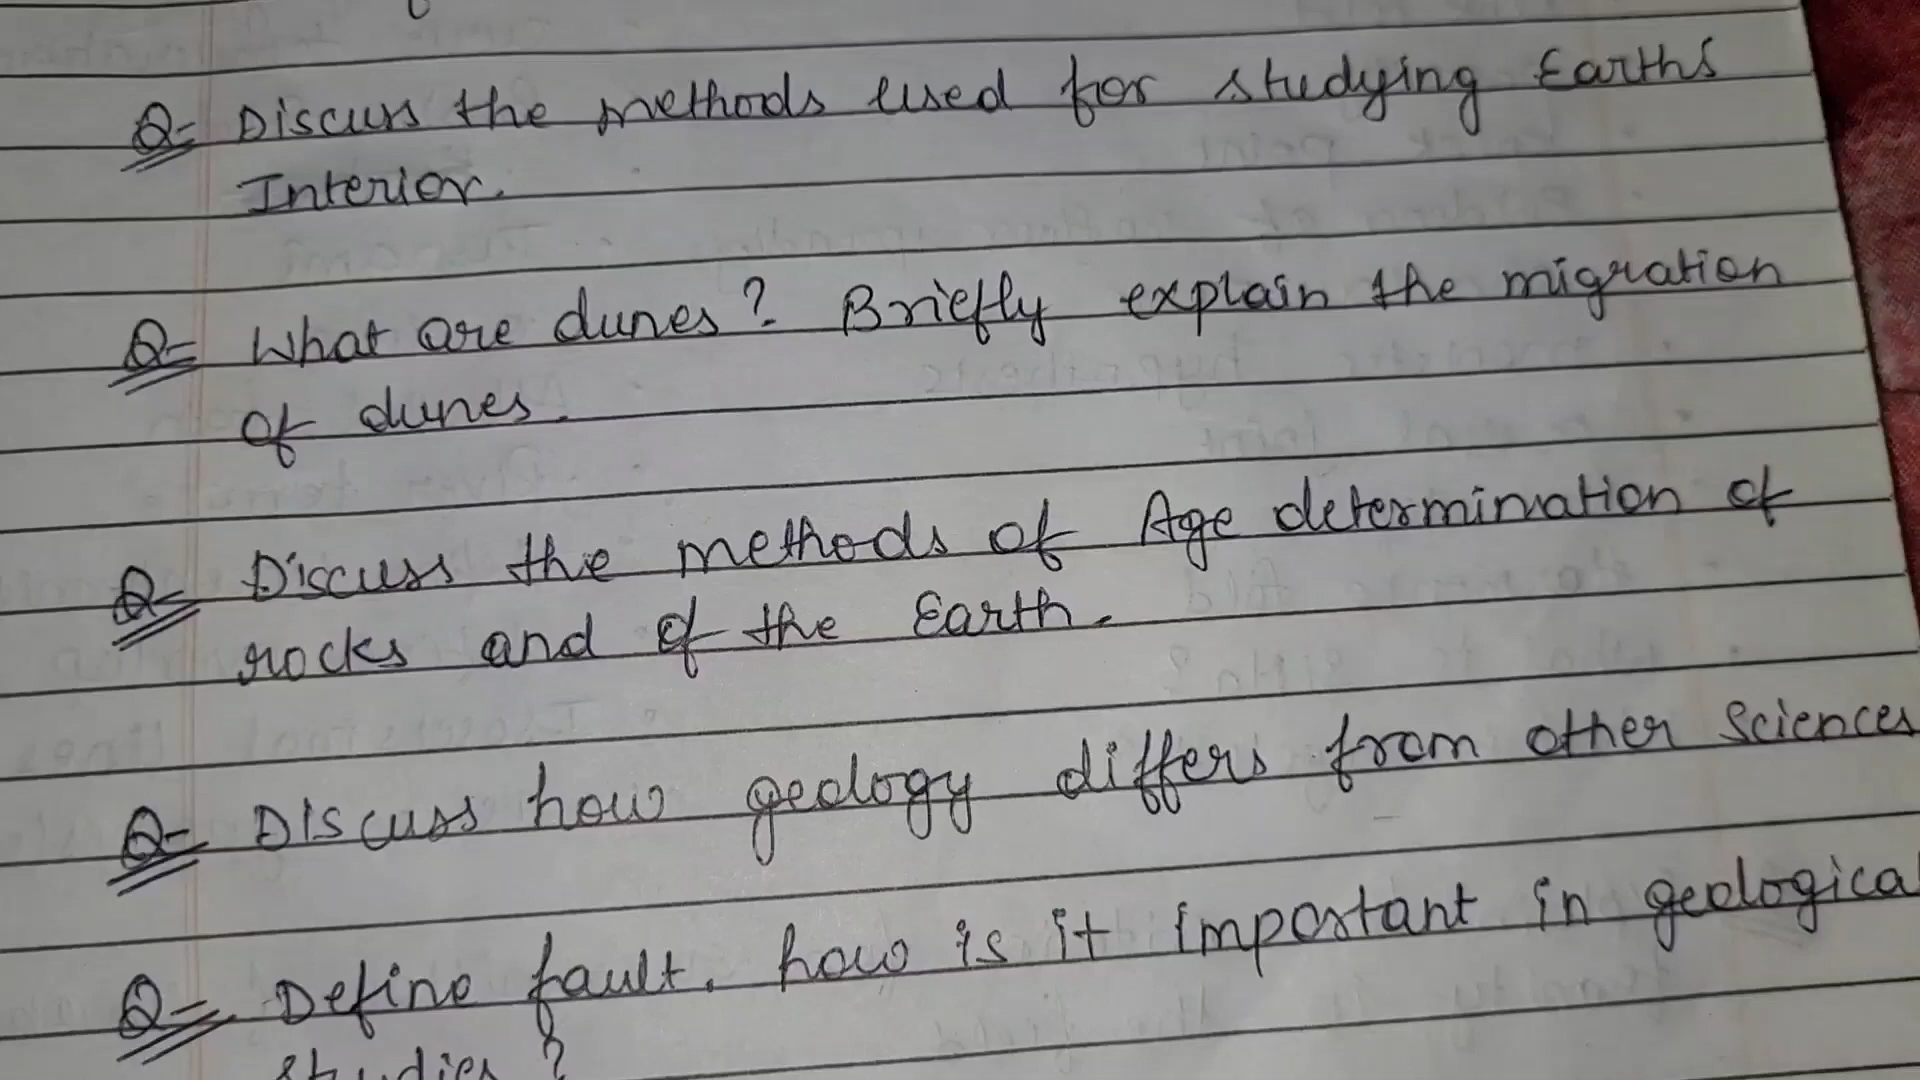 Q= Discuss the methods used for studying Earths
Interior.
Q= What are dunes? Briefly explain the migration
of dunes.
Q= Discuss the methods of Age determination of
rocks and of the Earth.
Q= Discuss how geology differs from other Sciences
Q= Define fault. how is it important in geological
studies?